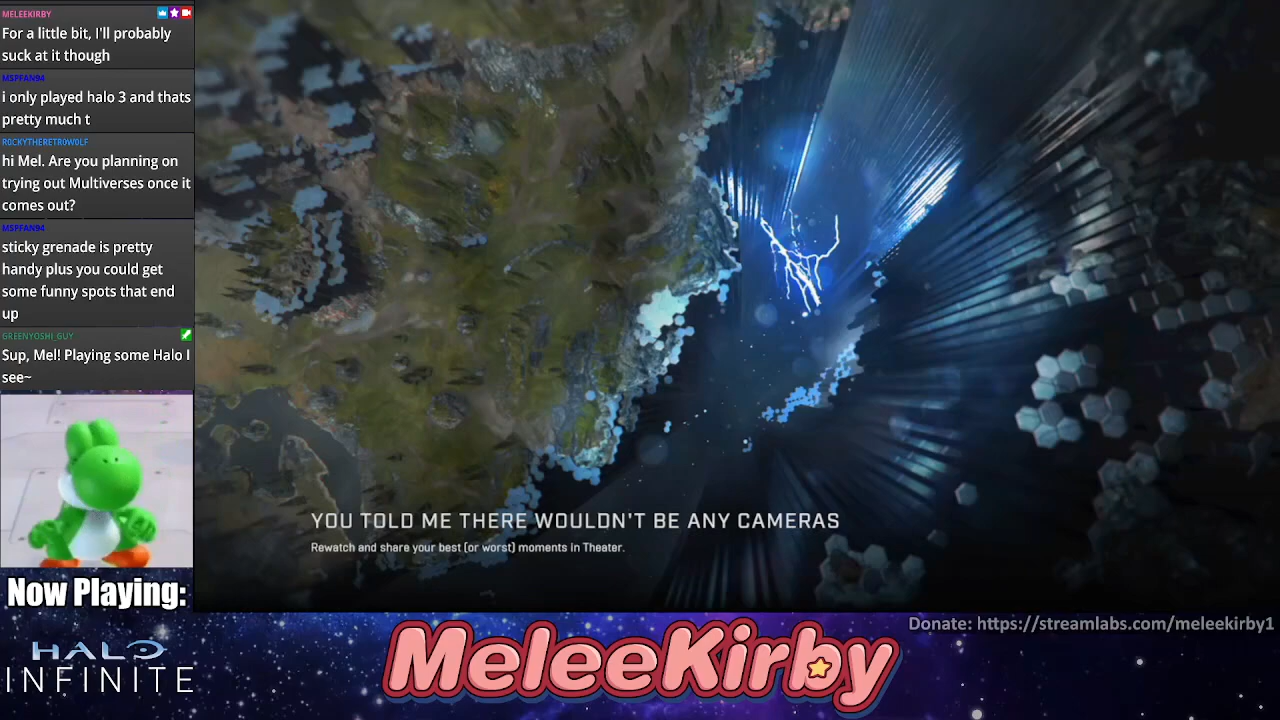 MELEEKIRBY
For a little bit, I'll probably
suck at it though
MSPFAN94
i only played halo 3 and thats
pretty much t
R0CKYTHERETR0W0LF
hi Mel. Are you planning on
trying out Multiverses once it
comes out?
MSPFAN94
sticky grenade is pretty
handy plus you could get
some funny spots that end
up
GREENYOSHI_GUY
Sup, Mel! Playing some Halo I
see~
YOU TOLD ME THERE WOULDN'T BE ANY CAMERAS
Rewatch and share your best (or worst) moments in Theater.
Now Playing:
HALO
INFINITE
MeleeKirby
Donate: https://streamlabs.com/meleekirby1